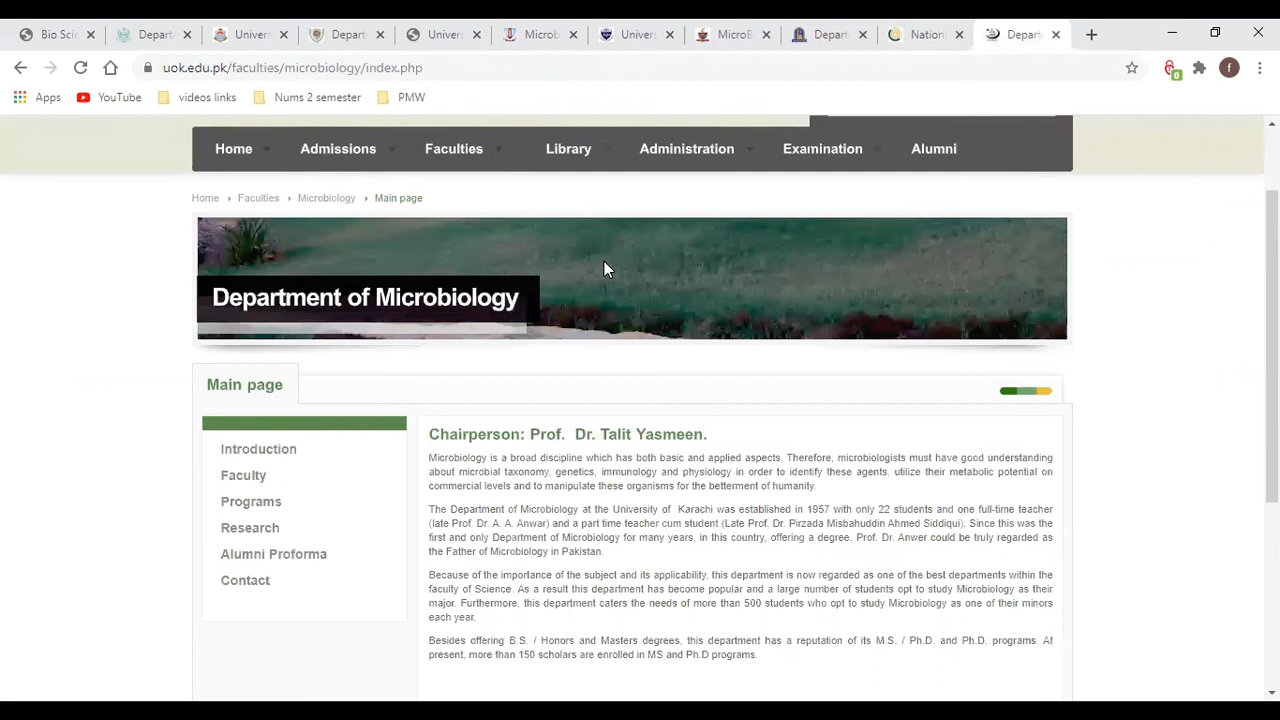 Bio Scie
Depart
Univer
Depart
Univer
Microb
Univer
MicroB
Depart
Nation
Depart
uok.edu.pk/faculties/microbiology/index.php
f
0
Apps
YouTube
videos links
Nums 2 semester
PMW
Home
Admissions
Faculties
Library
Administration
Examination
Alumni
Home
Faculties
Microbiology
Main page
Department of Microbiology
Main page
Introduction
Faculty
Programs
Research
Alumni Proforma
Contact
Chairperson: Prof. Dr. Talit Yasmeen.
Microbiology is a broad discipline which has both basic and applied aspects. Therefore, microbiologists must have good understanding
about microbial taxonomy, genetics, immunology and physiology in order to identify these agents, utilize their metabolic potential on
commercial levels and to manipulate these organisms for the betterment of humanity.
The Department of Microbiology at the University of Karachi was established in 1957 with only 22 students and one full-time teacher
(late Prof. Dr. A. A. Anwar) and a part time teacher cum student (Late Prof. Dr. Pirzada Misbahuddin Ahmed Siddiqui). Since this was the
first and only Department of Microbiology for many years, in this country, offering a degree. Prof. Dr. Anwer could be truly regarded as
the Father of Microbiology in Pakistan.
Because of the importance of the subject and its applicability, this department is now regarded as one of the best departments within the
faculty of Science. As a result this department has become popular and a large number of students opt to study Microbiology as their
major. Furthermore, this department caters the needs of more than 500 students who opt to study Microbiology as one of their minors
each year.
Besides offering B.S. / Honors and Masters degrees, this department has a reputation of its M.S. / Ph.D. and Ph.D. programs. At
present, more than 150 scholars are enrolled in MS and Ph.D programs.